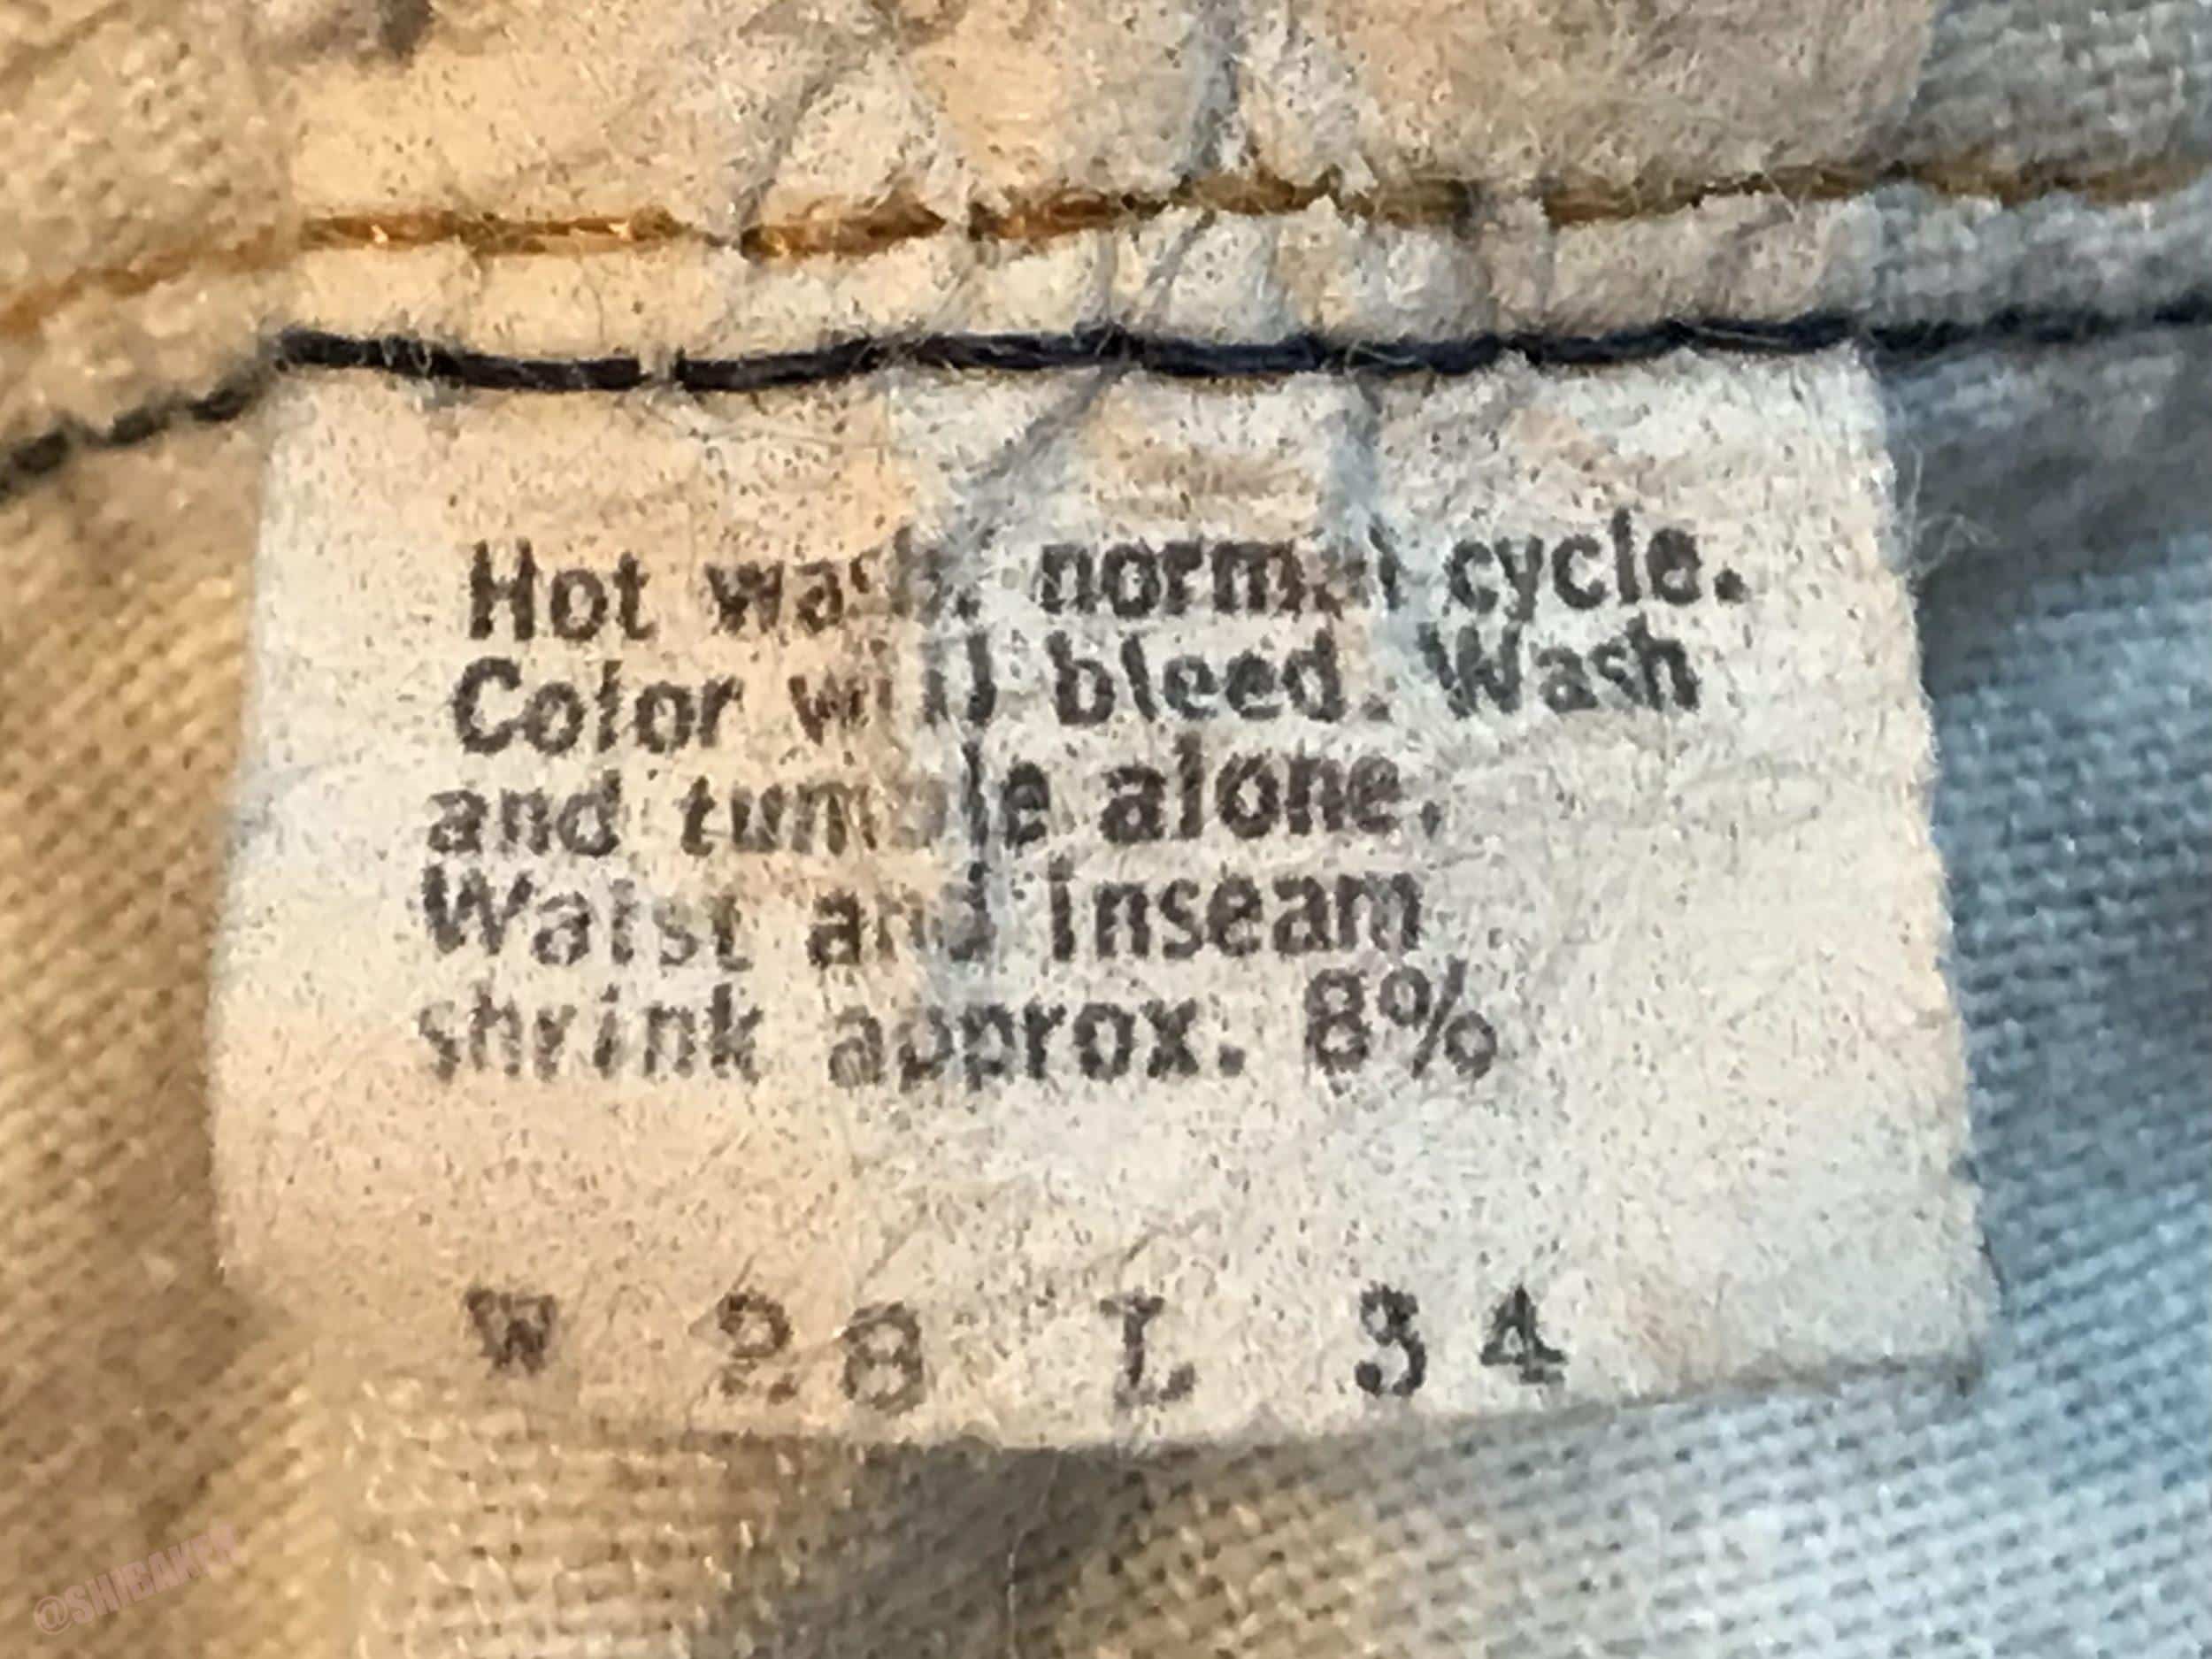 Hot wash, normal cycle.
Color will bleed. Wash
and tumble alone.
Waist and inseam
shrink approx. 8%
W 28 L 34